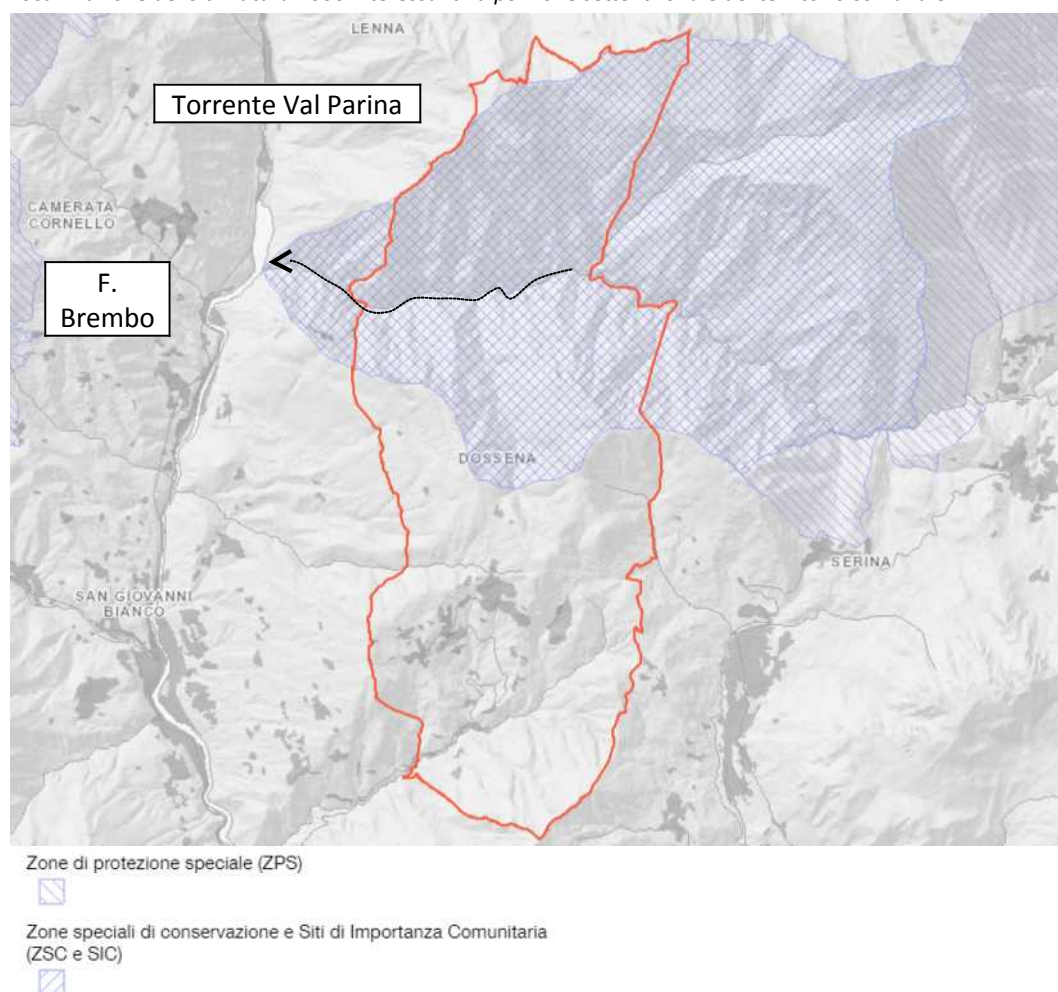 LENNA
Torrente Val Parina
CAMERATA
CORNELLO
F.
Brembo
DOSSENA
SERINA
SAN GIOVANNI
BIANCO
Zone di protezione speciale (ZPS)
Zone speciali di conservazione e Siti di Importanza Comunitaria
(ZSC e SIC)